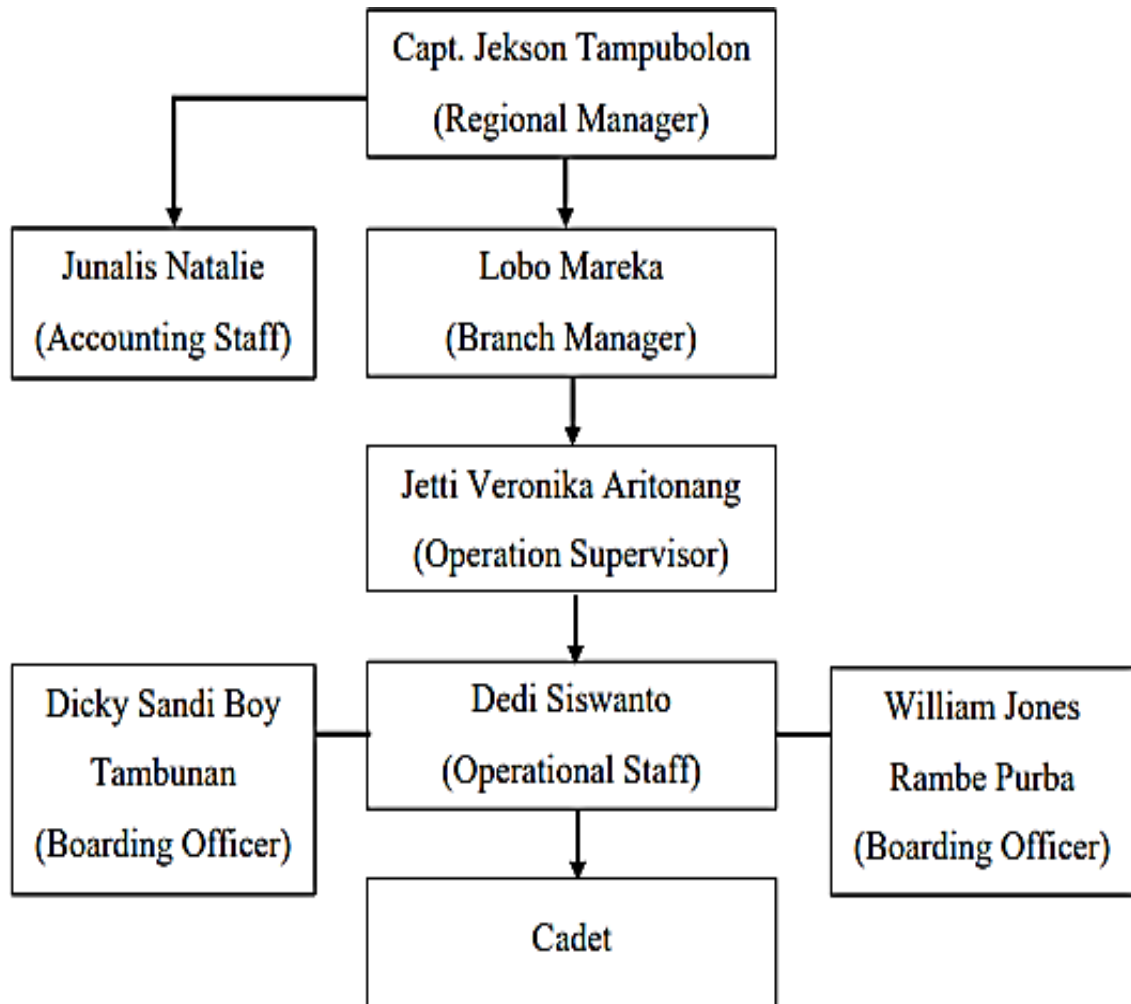 Capt. Jekson Tampubolon
(Regional Manager)
Junalis Natalie
(Accounting Staff)
Lobo Mareka
(Branch Manager)
Jetti Veronika Aritonang
(Operation Supervisor)
Dicky Sandi Boy
Tambunan
(Boarding Officer)
Dedi Siswanto
(Operational Staff)
William Jones
Rambe Purba
(Boarding Officer)
Cadet